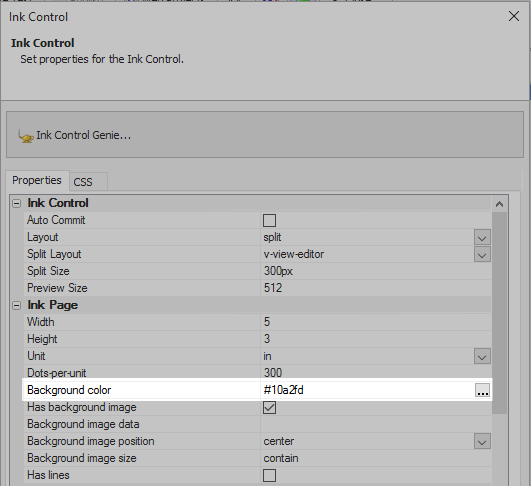 Ink Control
Ink Control
Set properties for the Ink Control.
Ink Control Genie...
Properties CSS
Ink Control
Auto Commit
Layout split
Split Layout v-view-editor
Split Size 300px
Preview Size 512
Ink Page
Width 5
Height 3
Unit in
Dots-per-unit 300
Background color #10a2fd ...
Has background image
Background image data
Background image position center
Background image size contain
Has lines